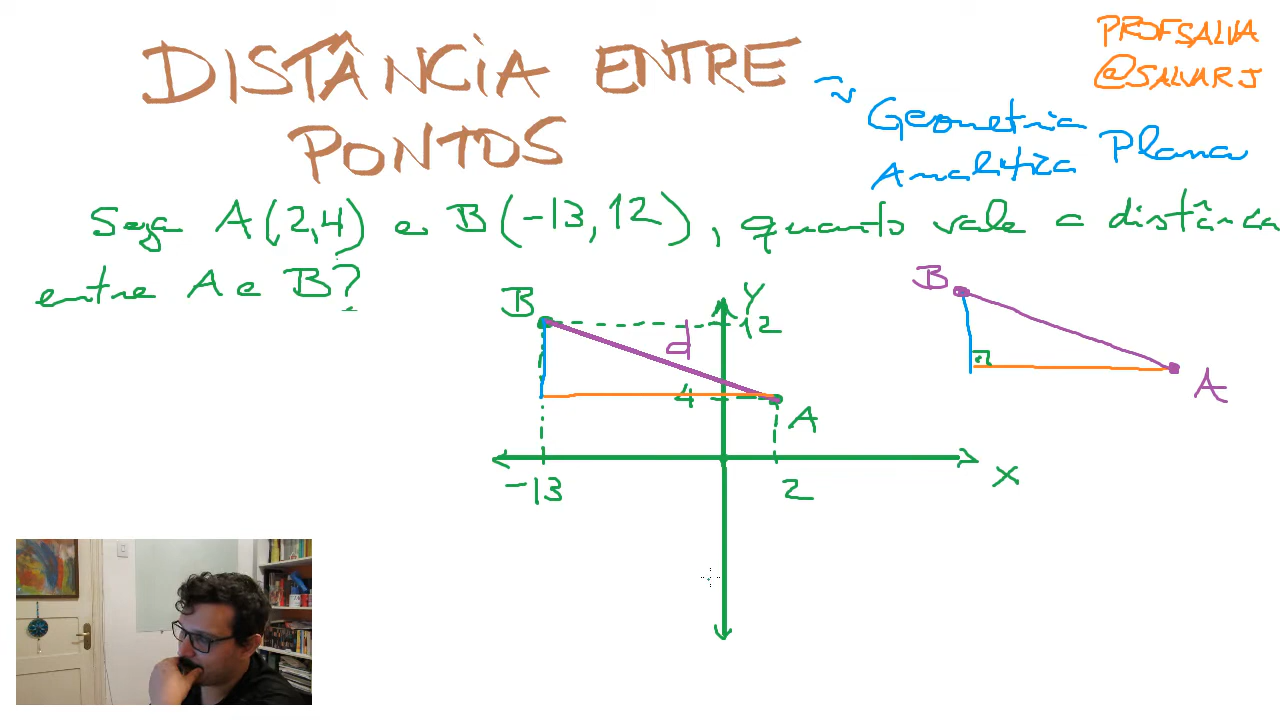 DISTÂNCIA ENTRE
PONTOS
PROFSALVA
@SALVARJ
Geometria
Analítica Plana
Seja A(2,4) e B(-13,12), quanto vale a distância
entre A e B?
B
Y
12
d
4
A
-13
2
X
B
A